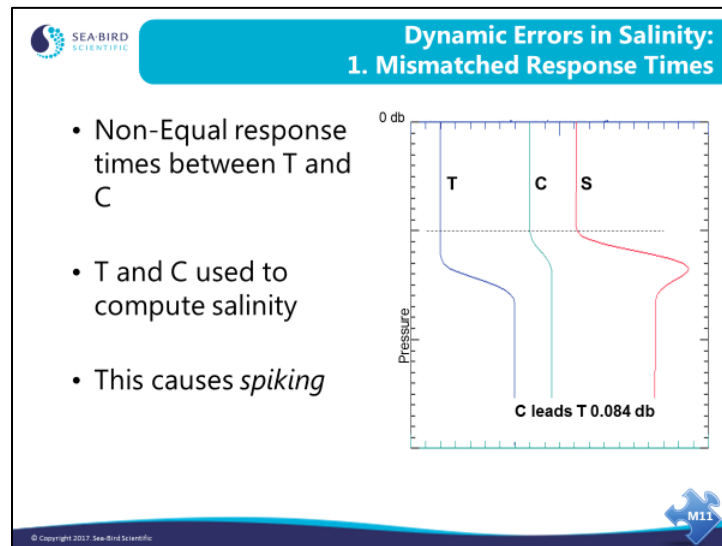 SEA·BIRD
SCIENTIFIC
Dynamic Errors in Salinity:
1. Mismatched Response Times
• Non-Equal response
times between T and
C
• T and C used to
compute salinity
• This causes spiking
0 db
T C S
Pressure
C leads T 0.084 db
M11
© Copyright 2017. Sea-Bird Scientific